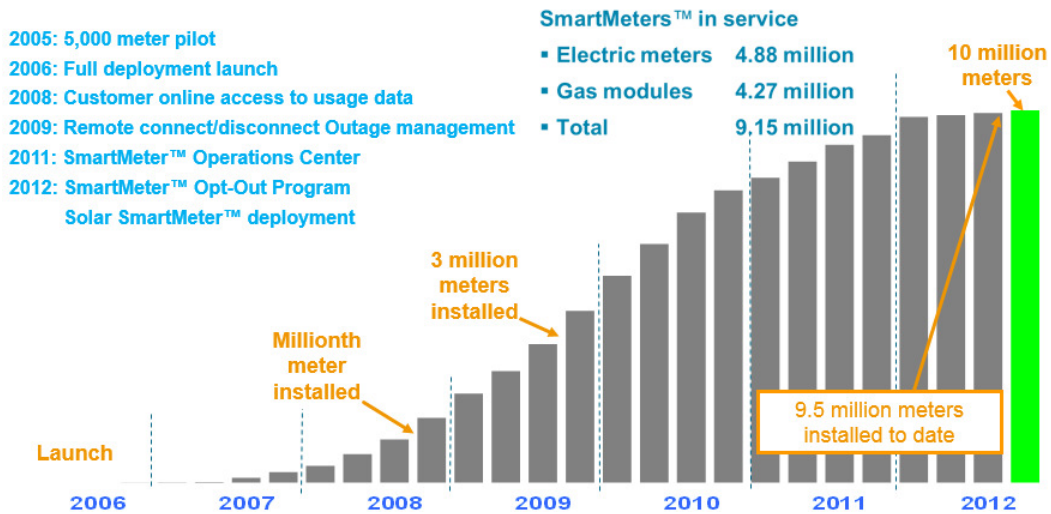 2005: 5,000 meter pilot
2006: Full deployment launch
2008: Customer online access to usage data
2009: Remote connect/disconnect Outage management
2011: SmartMeter™ Operations Center
2012: SmartMeter™ Opt-Out Program
Solar SmartMeter™ deployment
SmartMeters™ in service
▪ Electric meters 4.88 million
▪ Gas modules 4.27 million
▪ Total 9.15 million
10 million
meters
3 million
meters
installed
Millionth
meter
installed
9.5 million meters
installed to date
Launch
2006 2007 2008 2009 2010 2011 2012